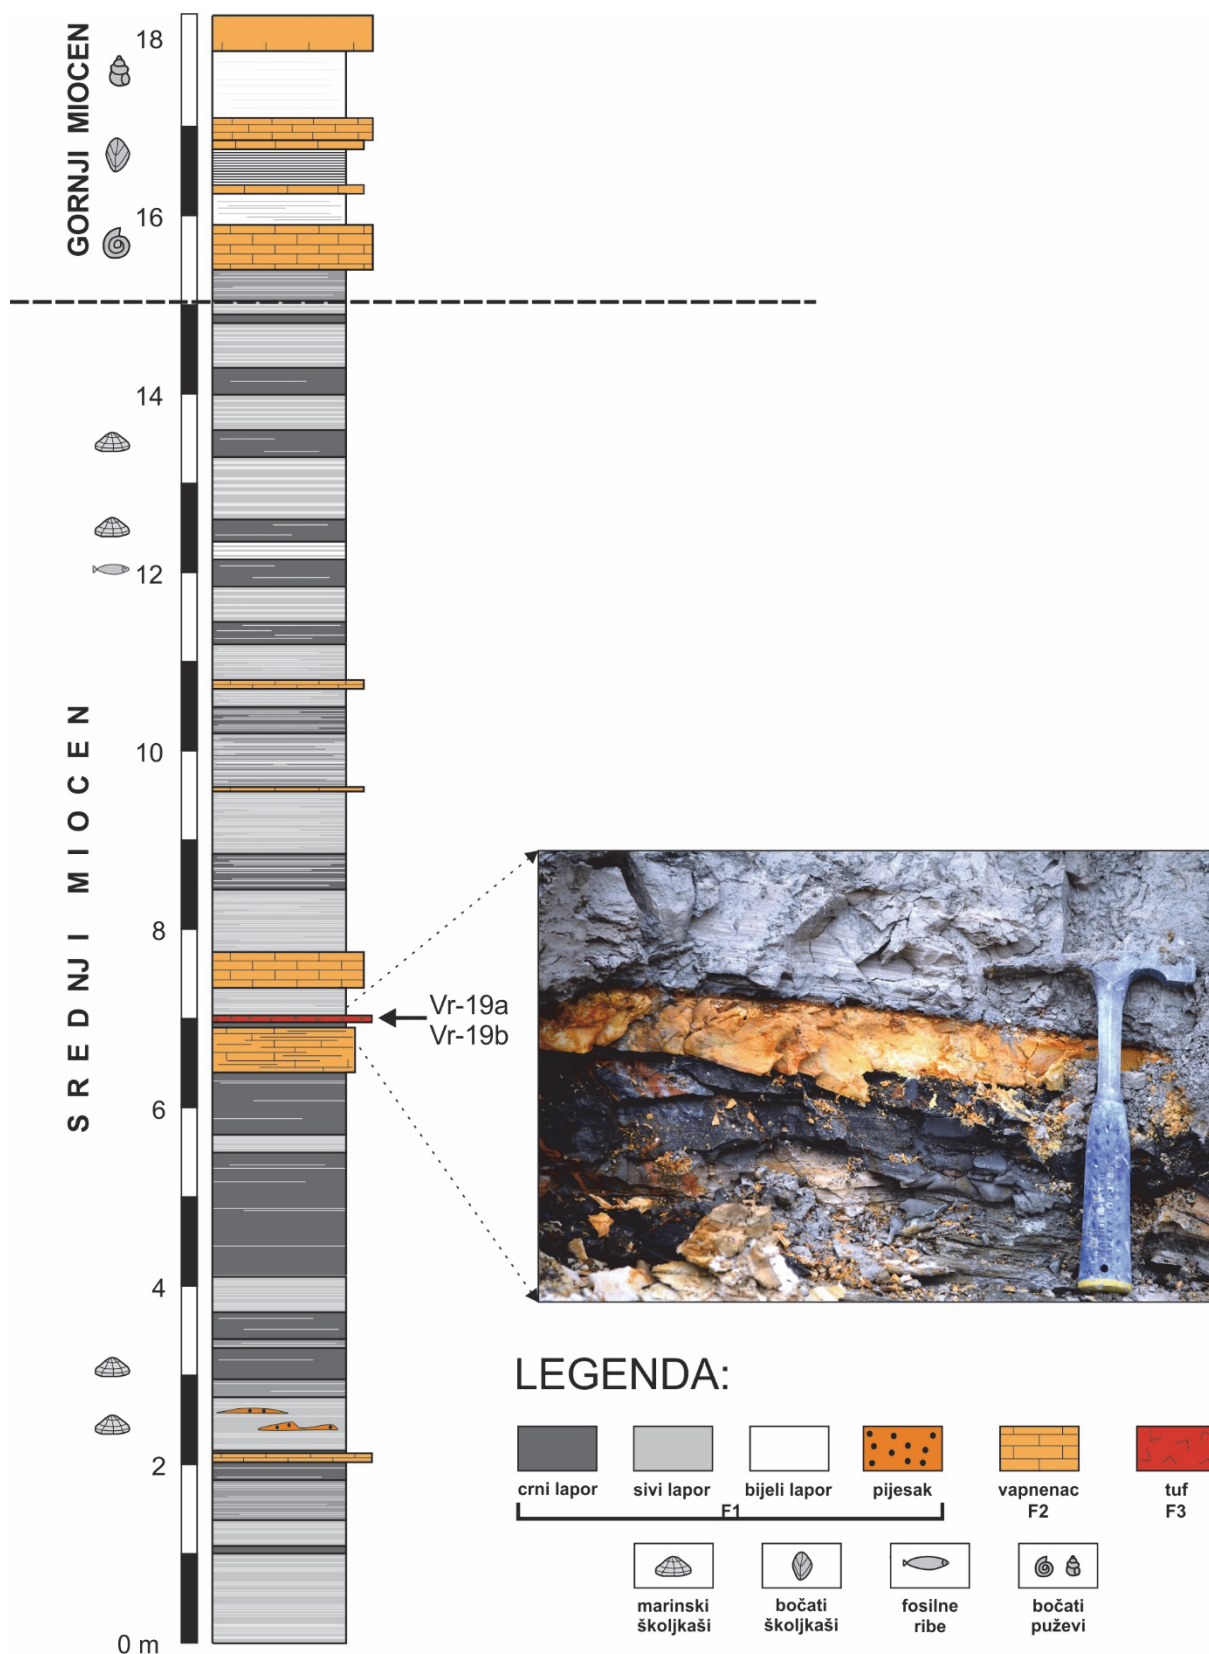 GORNJI MIOCEN
18
16
14
12
10
SREDNJI MIOCEN
8
Vr-19a
Vr-19b
6
4
2
0 m
LEGENDA:
crni lapor
sivi lapor
bijeli lapor
pijesak
vapnenac
tuf
F1
F2
F3
marinski
školjkaši
bočati
školjkaši
fosilne
ribe
bočati
puževi